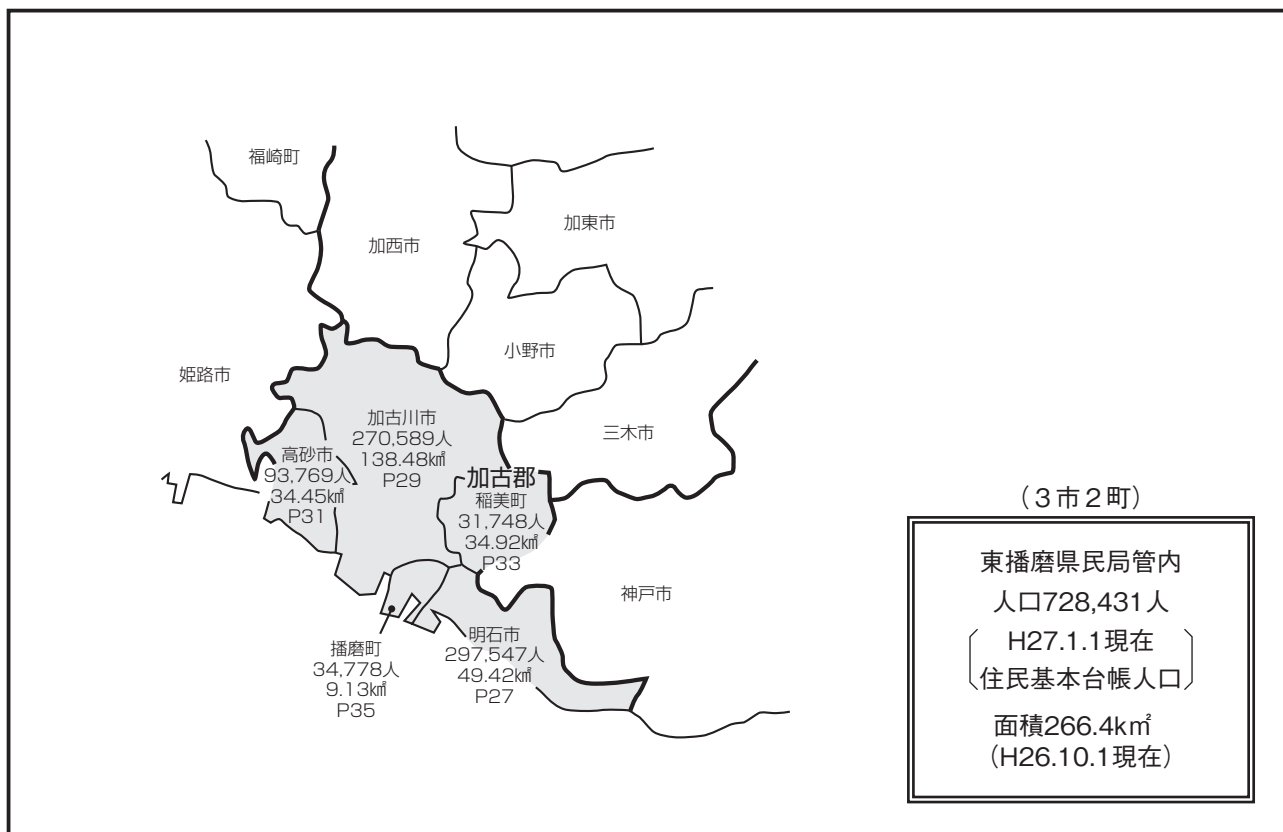 福崎町
加西市
加東市
小野市
姫路市
三木市
加古川市
270,589人
138.48㎢
P29
高砂市
93,769人
34.45㎢
P31
加古郡
稲美町
31,748人
34.92㎢
P33
神戸市
播磨町
34,778人
9.13㎢
P35
明石市
297,547人
49.42㎢
P27
（３市２町）
東播磨県民局管内
人口728,431人
H27.1.1現在
住民基本台帳人口
面積266.4k㎡
（H26.10.1現在）